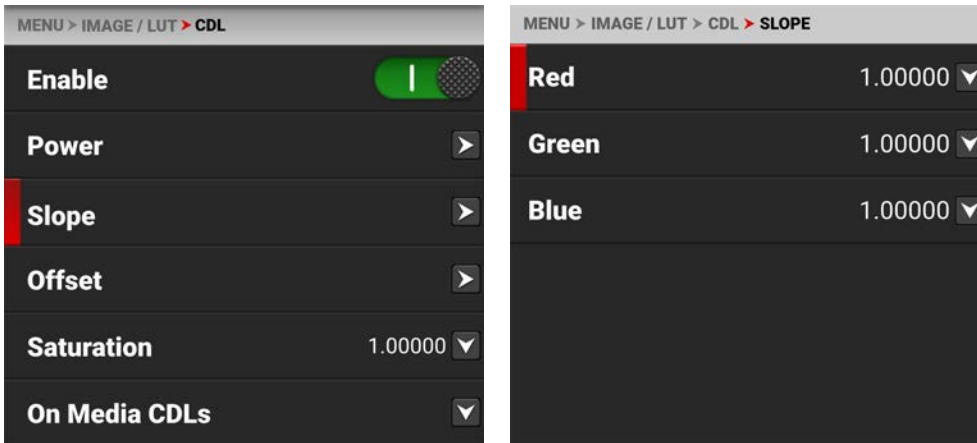 MENU > IMAGE / LUT > CDL
Enable
Power
Slope
Offset
Saturation 1.00000
On Media CDLs
MENU > IMAGE / LUT > CDL > SLOPE
Red 1.00000
Green 1.00000
Blue 1.00000